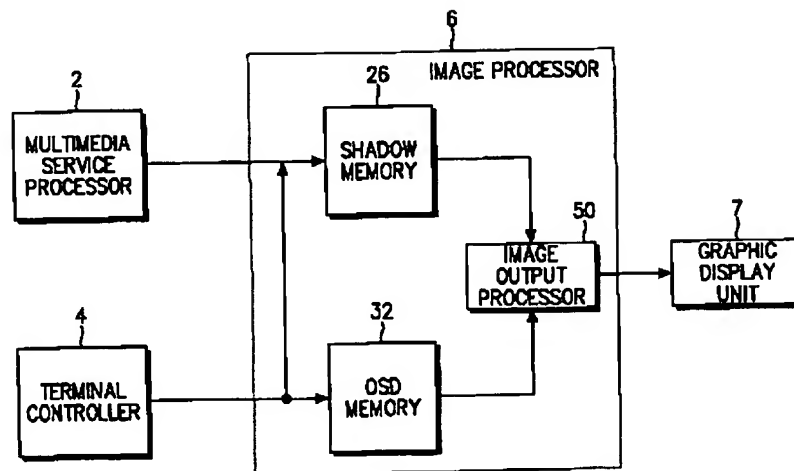 6
IMAGE PROCESSOR
2
MULTIMEDIA
SERVICE
PROCESSOR
26
SHADOW
MEMORY
50
IMAGE
OUTPUT
PROCESSOR
7
GRAPHIC
DISPLAY
UNIT
4
TERMINAL
CONTROLLER
32
OSD
MEMORY